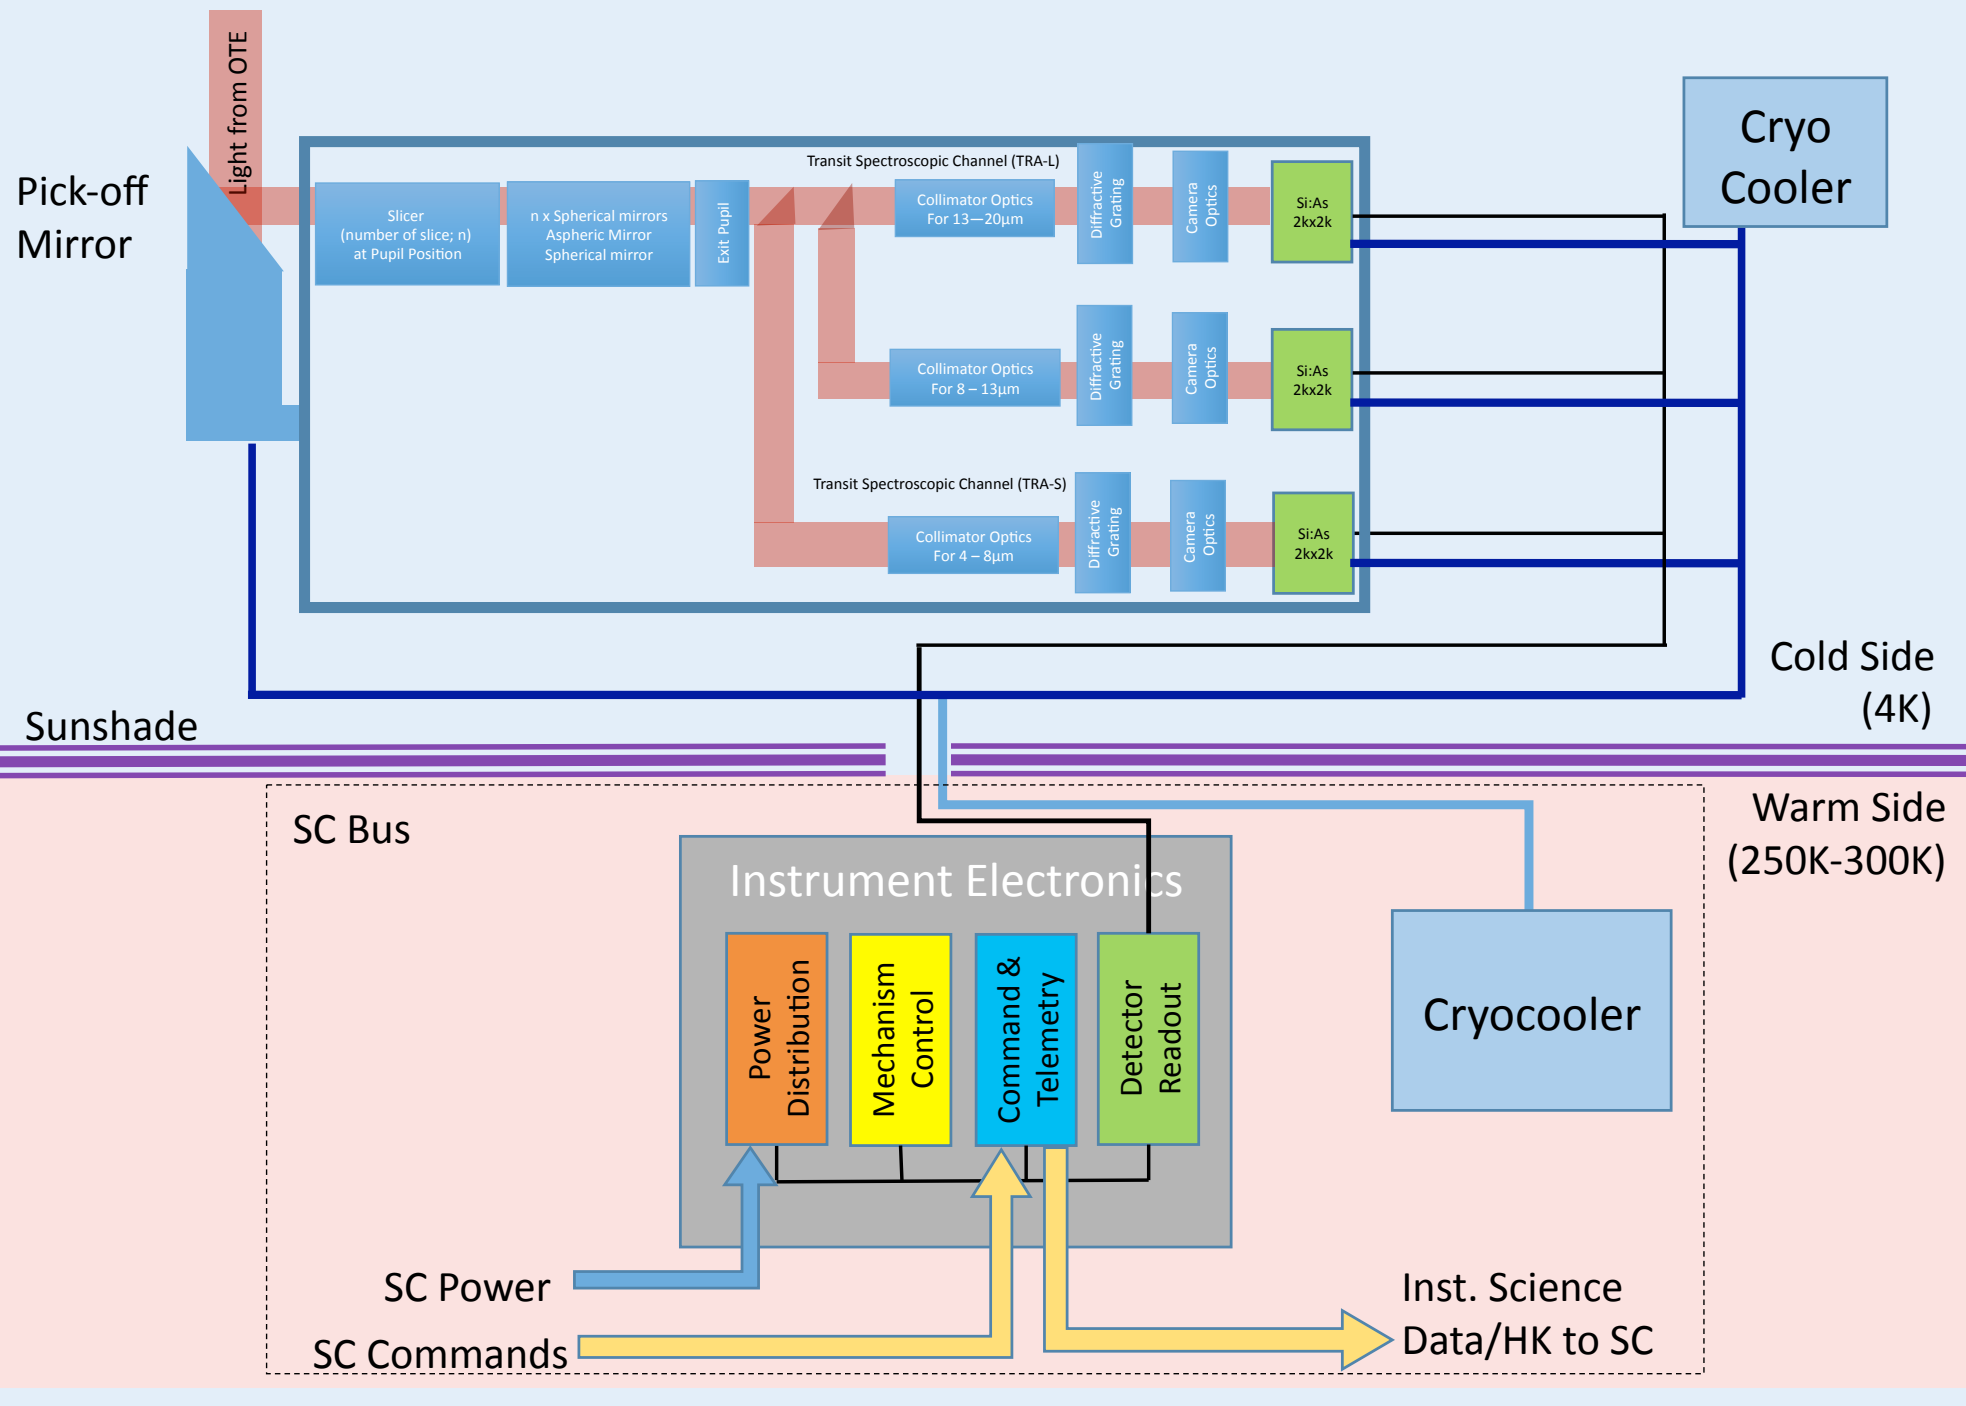 Light from OTE
Pick-off
Mirror
Slicer
(number of slice; n)
at Pupil Position
n x Spherical mirrors
Aspheric Mirror
Spherical mirror
Exit Pupil
Transit Spectroscopic Channel (TRA-L)
Collimator Optics
For 13—20μm
Diffractive
Grating
Camera
Optics
Si:As
2kx2k
Cryo
Cooler
Collimator Optics
For 8 – 13μm
Diffractive
Grating
Camera
Optics
Si:As
2kx2k
Transit Spectroscopic Channel (TRA-S)
Collimator Optics
For 4 – 8μm
Diffractive
Grating
Camera
Optics
Si:As
2kx2k
Cold Side
(4K)
Sunshade
Warm Side
(250K-300K)
SC Bus
Instrument Electronics
Power
Distribution
Mechanism
Control
Command &
Telemetry
Detector
Readout
Cryocooler
SC Power
SC Commands
Inst. Science
Data/HK to SC